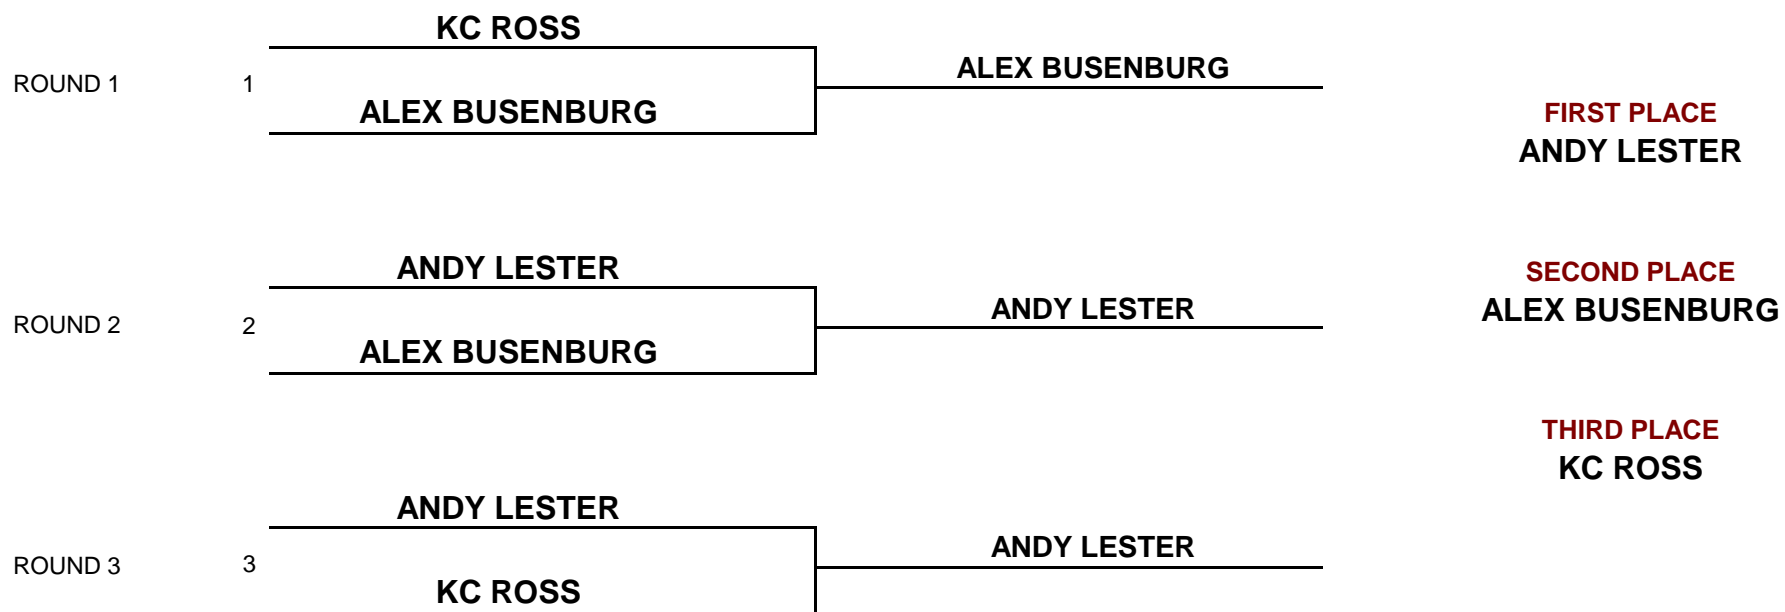 KC ROSS
ROUND 1
1
ALEX BUSENBURG
ALEX BUSENBURG
FIRST PLACE
ANDY LESTER
ANDY LESTER
ROUND 2
2
ANDY LESTER
ALEX BUSENBURG
SECOND PLACE
ALEX BUSENBURG
THIRD PLACE
KC ROSS
ANDY LESTER
ROUND 3
3
ANDY LESTER
KC ROSS